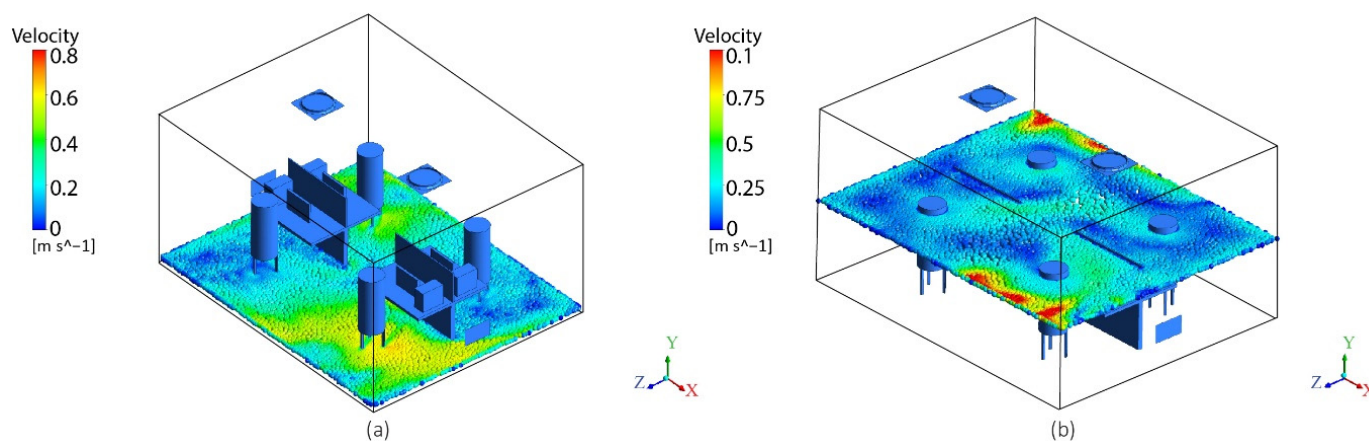 Velocity
0.8
0.6
0.4
0.2
0
[m s^−1]
Y
Z
X
(a)
Velocity
0.1
0.75
0.5
0.25
0
[m s^−1]
Y
Z
X
(b)